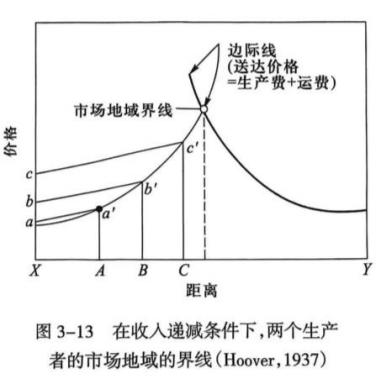 边际线
(送达价格
=生产费+运费)
市场地域界线
价格
c
b
a
c'
b'
a'
X
A
B
C
Y
距离
图 3-13 在收入递减条件下,两个生产
者的市场地域的界线(Hoover,1937)